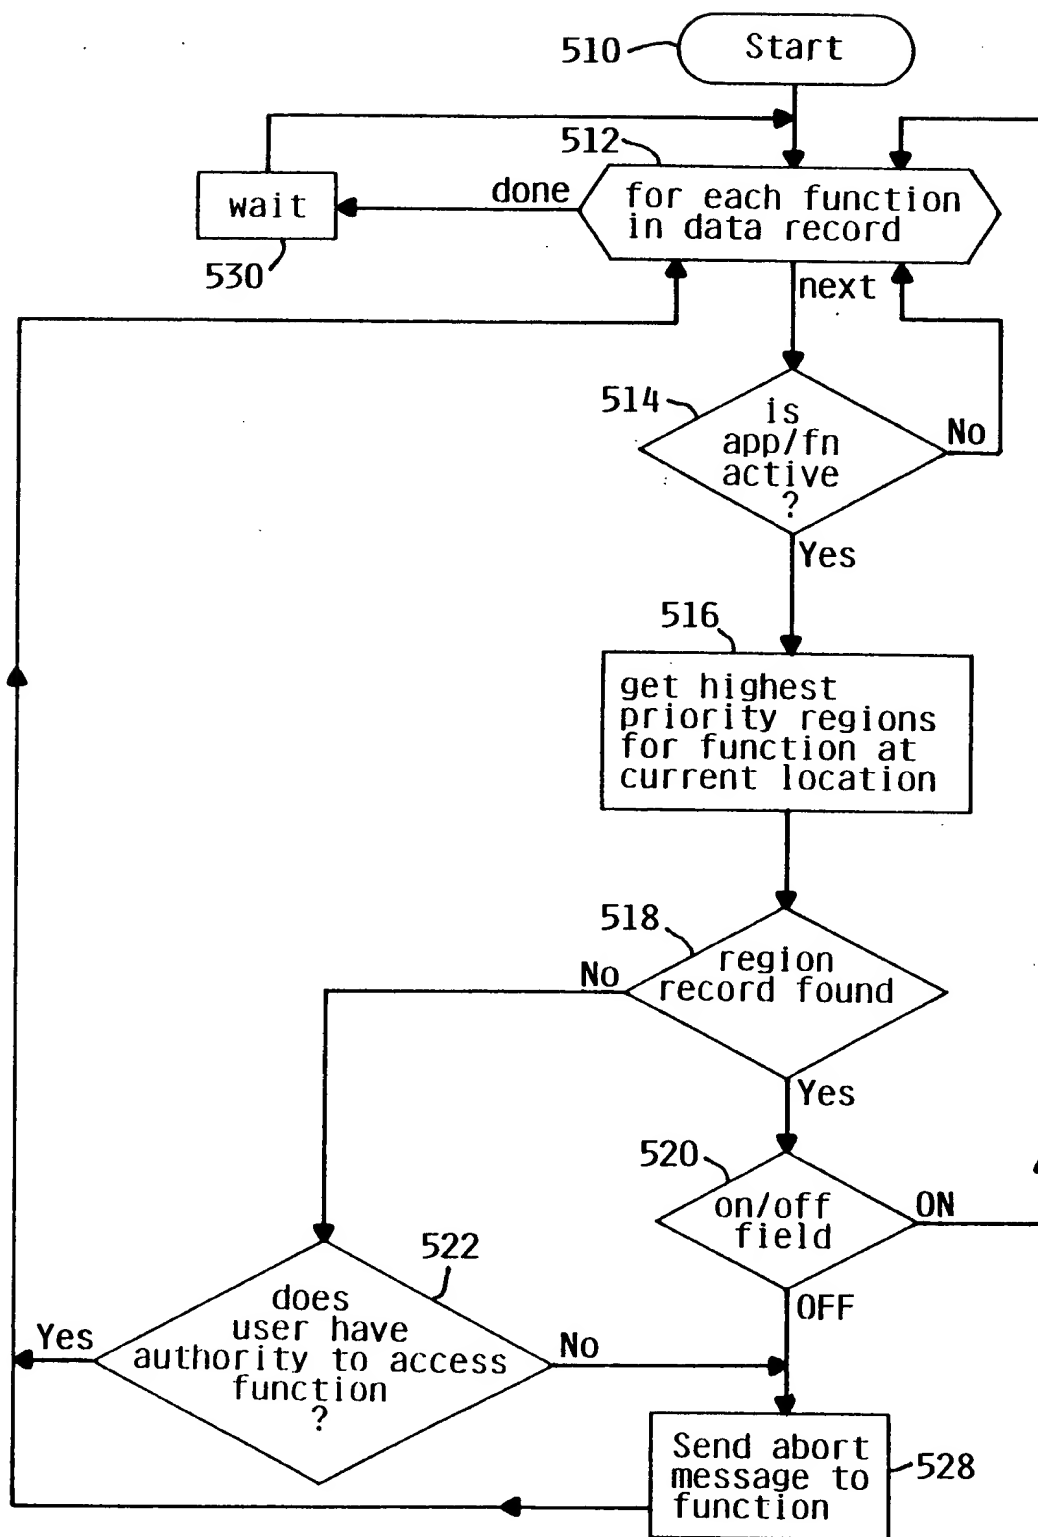 510
Start
512
for each function
in data record
done
wait
530
next
514
is
app/fn
active
?
No
Yes
516
get highest
priority regions
for function at
current location
518
region
record found
No
Yes
520
on/off
field
ON
OFF
522
does
user have
authority to access
function
?
Yes
No
Send abort
message to
function
528